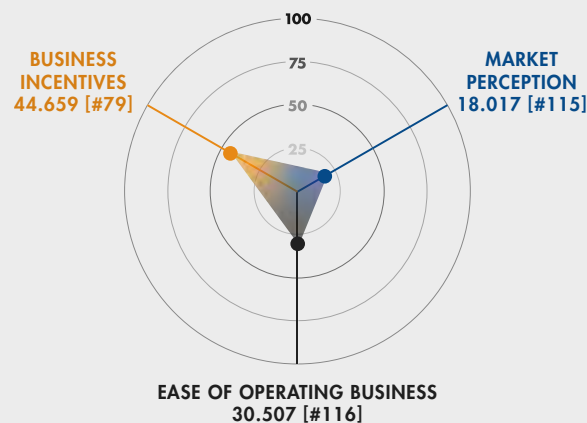 100
75
50
25
BUSINESS
INCENTIVES
44.659 [#79]
MARKET
PERCEPTION
18.017 [#115]
EASE OF OPERATING BUSINESS
30.507 [#116]